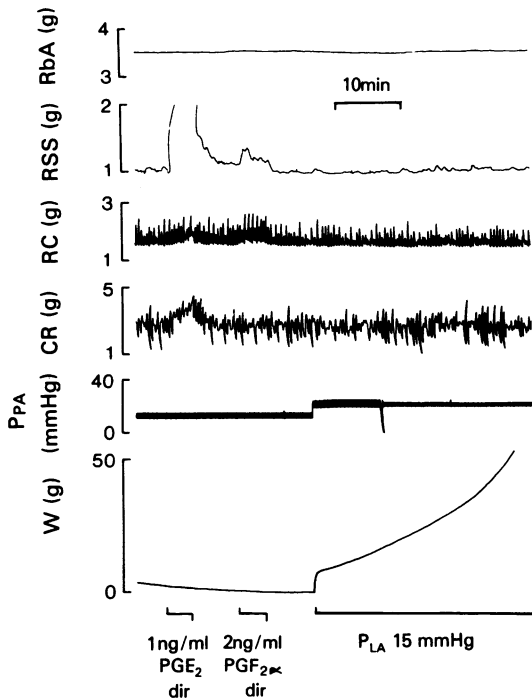 RbA (g)
4
3
10min
RSS (g)
2
1
RC (g)
3
1
CR (g)
5
1
PPA
(mmHg)
40
0
W (g)
50
0
1ng/ml
PGE2
dir
2ng/ml
PGF2∝
dir
PLA 15 mmHg